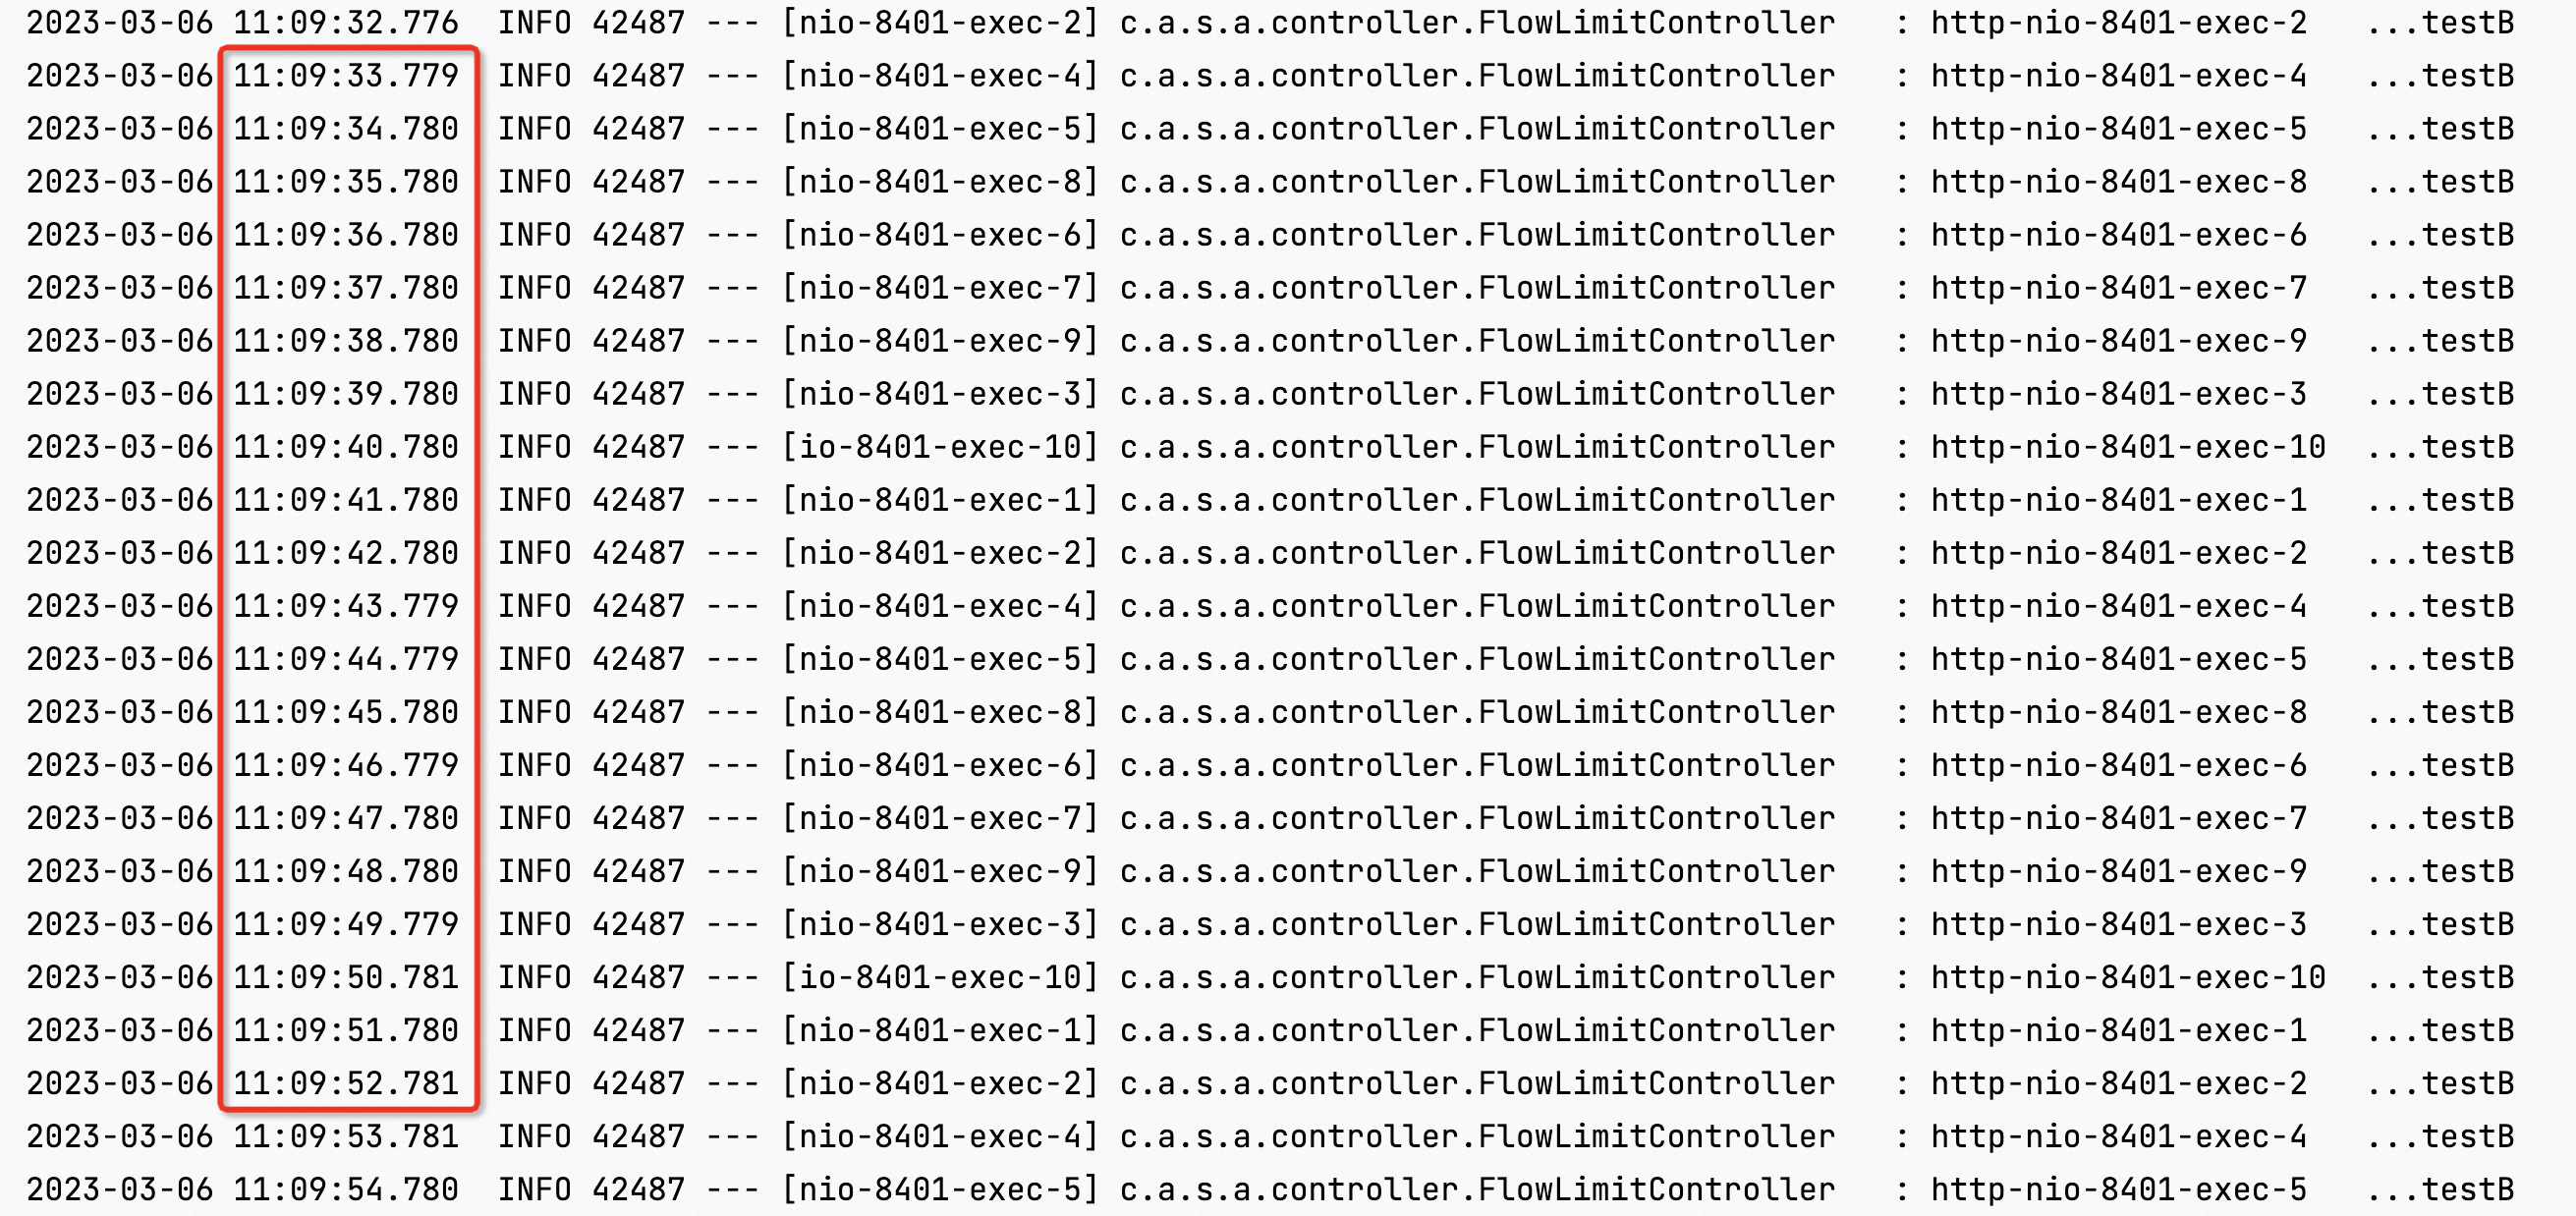 2023-03-06 11:09:32.776  INFO 42487 --- [nio-8401-exec-2] c.a.s.a.controller.FlowLimitController   : http-nio-8401-exec-2   ...testB
2023-03-06 11:09:33.779  INFO 42487 --- [nio-8401-exec-4] c.a.s.a.controller.FlowLimitController   : http-nio-8401-exec-4   ...testB
2023-03-06 11:09:34.780  INFO 42487 --- [nio-8401-exec-5] c.a.s.a.controller.FlowLimitController   : http-nio-8401-exec-5   ...testB
2023-03-06 11:09:35.780  INFO 42487 --- [nio-8401-exec-8] c.a.s.a.controller.FlowLimitController   : http-nio-8401-exec-8   ...testB
2023-03-06 11:09:36.780  INFO 42487 --- [nio-8401-exec-6] c.a.s.a.controller.FlowLimitController   : http-nio-8401-exec-6   ...testB
2023-03-06 11:09:37.780  INFO 42487 --- [nio-8401-exec-7] c.a.s.a.controller.FlowLimitController   : http-nio-8401-exec-7   ...testB
2023-03-06 11:09:38.780  INFO 42487 --- [nio-8401-exec-9] c.a.s.a.controller.FlowLimitController   : http-nio-8401-exec-9   ...testB
2023-03-06 11:09:39.780  INFO 42487 --- [nio-8401-exec-3] c.a.s.a.controller.FlowLimitController   : http-nio-8401-exec-3   ...testB
2023-03-06 11:09:40.780  INFO 42487 --- [io-8401-exec-10] c.a.s.a.controller.FlowLimitController   : http-nio-8401-exec-10  ...testB
2023-03-06 11:09:41.780  INFO 42487 --- [nio-8401-exec-1] c.a.s.a.controller.FlowLimitController   : http-nio-8401-exec-1   ...testB
2023-03-06 11:09:42.780  INFO 42487 --- [nio-8401-exec-2] c.a.s.a.controller.FlowLimitController   : http-nio-8401-exec-2   ...testB
2023-03-06 11:09:43.779  INFO 42487 --- [nio-8401-exec-4] c.a.s.a.controller.FlowLimitController   : http-nio-8401-exec-4   ...testB
2023-03-06 11:09:44.779  INFO 42487 --- [nio-8401-exec-5] c.a.s.a.controller.FlowLimitController   : http-nio-8401-exec-5   ...testB
2023-03-06 11:09:45.780  INFO 42487 --- [nio-8401-exec-8] c.a.s.a.controller.FlowLimitController   : http-nio-8401-exec-8   ...testB
2023-03-06 11:09:46.779  INFO 42487 --- [nio-8401-exec-6] c.a.s.a.controller.FlowLimitController   : http-nio-8401-exec-6   ...testB
2023-03-06 11:09:47.780  INFO 42487 --- [nio-8401-exec-7] c.a.s.a.controller.FlowLimitController   : http-nio-8401-exec-7   ...testB
2023-03-06 11:09:48.780  INFO 42487 --- [nio-8401-exec-9] c.a.s.a.controller.FlowLimitController   : http-nio-8401-exec-9   ...testB
2023-03-06 11:09:49.779  INFO 42487 --- [nio-8401-exec-3] c.a.s.a.controller.FlowLimitController   : http-nio-8401-exec-3   ...testB
2023-03-06 11:09:50.781  INFO 42487 --- [io-8401-exec-10] c.a.s.a.controller.FlowLimitController   : http-nio-8401-exec-10  ...testB
2023-03-06 11:09:51.780  INFO 42487 --- [nio-8401-exec-1] c.a.s.a.controller.FlowLimitController   : http-nio-8401-exec-1   ...testB
2023-03-06 11:09:52.781  INFO 42487 --- [nio-8401-exec-2] c.a.s.a.controller.FlowLimitController   : http-nio-8401-exec-2   ...testB
2023-03-06 11:09:53.781  INFO 42487 --- [nio-8401-exec-4] c.a.s.a.controller.FlowLimitController   : http-nio-8401-exec-4   ...testB
2023-03-06 11:09:54.780  INFO 42487 --- [nio-8401-exec-5] c.a.s.a.controller.FlowLimitController   : http-nio-8401-exec-5   ...testB